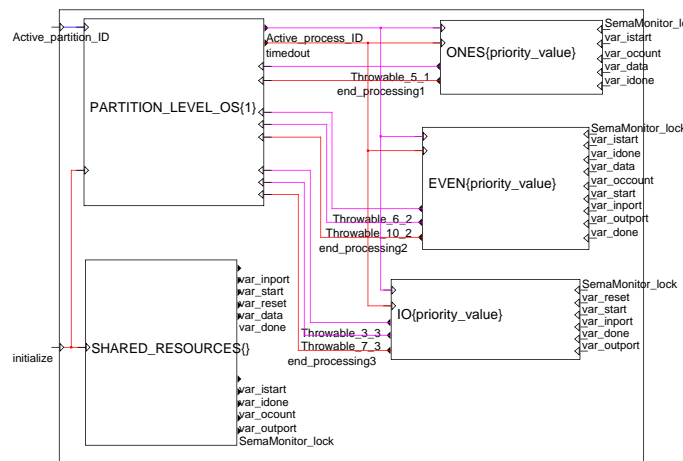 Active_partition_ID
PARTITION_LEVEL_OS{1}
Active_process_ID
timedout
Throwable_5_1
end_processing1
ONES{priority_value}
SemaMonitor_lo
var_istart
var_ocount
var_data
var_idone
EVEN{priority_value}
SemaMonitor_lock
var_istart
var_idone
var_data
var_occount
var_start
var_inport
var_outport
var_done
Throwable_6_2
Throwable_10_2
end_processing2
IO{priority_value}
SemaMonitor_lock
var_reset
var_start
var_inport
var_done
var_outport
Throwable_3_3
Throwable_7_3
end_processing3
initialize
SHARED_RESOURCES{}
var_inport
var_start
var_reset
var_data
var_done
var_istart
var_idone
var_ocount
var_outport
SemaMonitor_lock